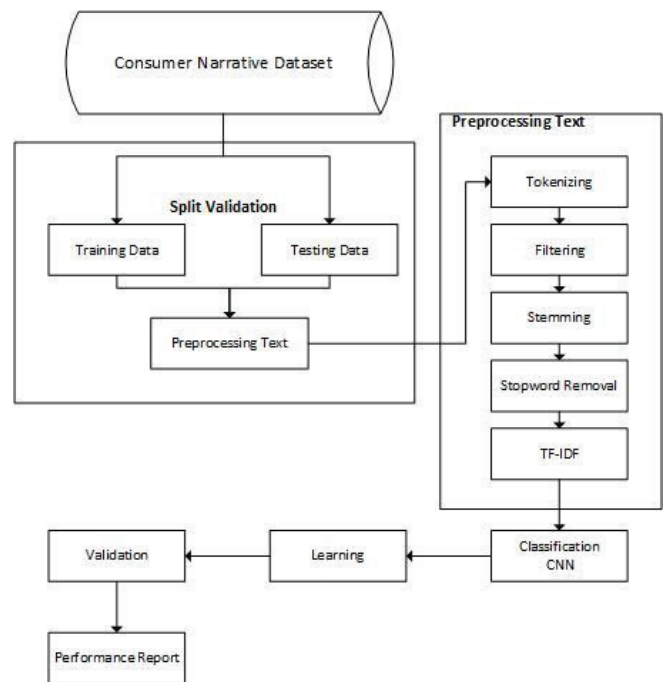 Consumer Narrative Dataset
Split Validation
Training Data
Testing Data
Preprocessing Text
Preprocessing Text
Tokenizing
Filtering
Stemming
Stopword Removal
TF-IDF
Classification
CNN
Learning
Validation
Performance Report